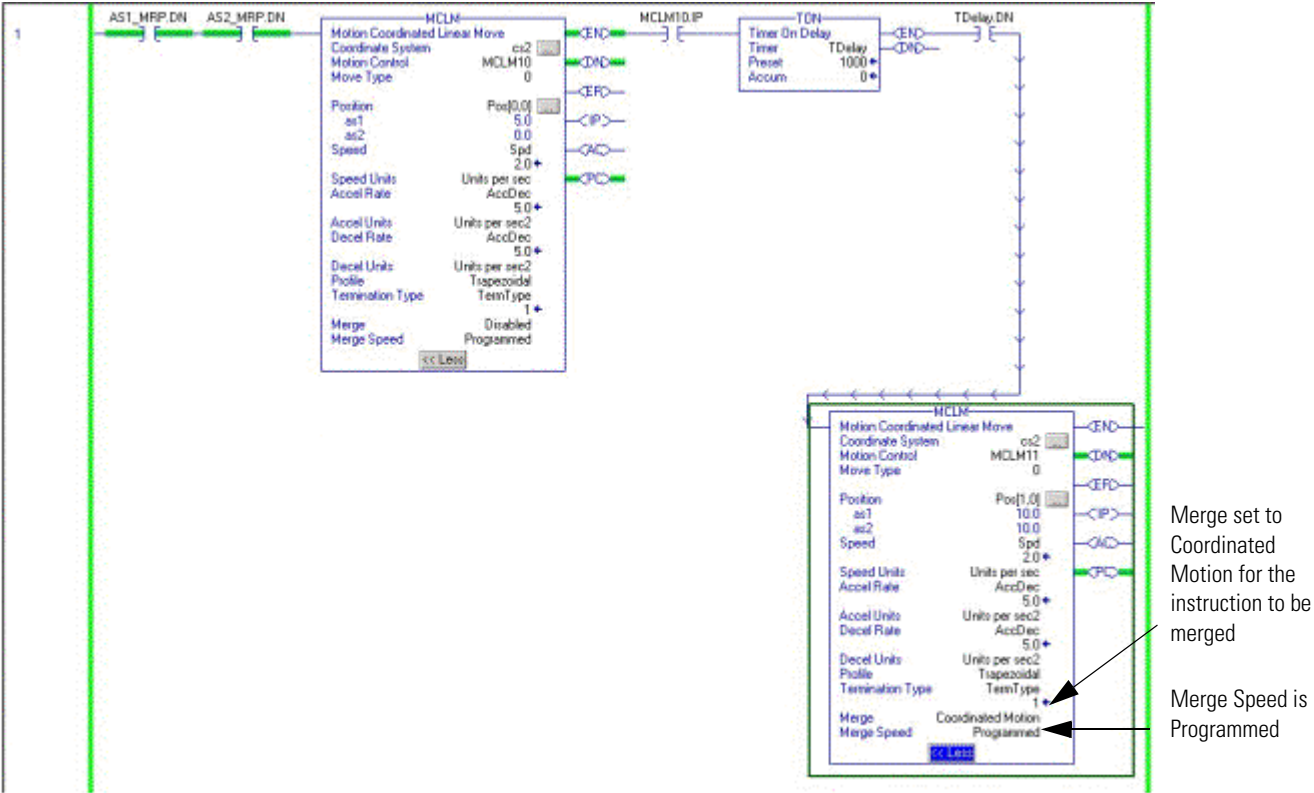 1
AS1_MRP.DN AS2_MRP.DN
MCLM
Motion Coordinated Linear Move
Coordinate System cs2 ...
Motion Control MCLM10
Move Type 0
Position Pos[0,0] ...
as1 5.0
as2 0.0
Speed Spd
2.0
Speed Units Units per sec
Accel Rate AccDec
5.0
Accel Units Units per sec2
Decel Rate AccDec
5.0
Decel Units Units per sec2
Profile Trapezoidal
Termination Type TermType
1
Merge Disabled
Merge Speed Programmed
<< Less
EN
DN
ER
IP
AC
PC
MCLM10.IP
TON
Timer On Delay
Timer TDelay
Preset 1000
Accum 0
EN
DN
TDelay.DN
MCLM
Motion Coordinated Linear Move
Coordinate System cs2 ...
Motion Control MCLM11
Move Type 0
Position Pos[1,0] ...
as1 10.0
as2 10.0
Speed Spd
2.0
Speed Units Units per sec
Accel Rate AccDec
5.0
Accel Units Units per sec2
Decel Rate AccDec
5.0
Decel Units Units per sec2
Profile Trapezoidal
Termination Type TermType
1
Merge Coordinated Motion
Merge Speed Programmed
<< Less
EN
DN
ER
IP
AC
PC
Merge set to
Coordinated
Motion for the
instruction to be
merged
Merge Speed is
Programmed